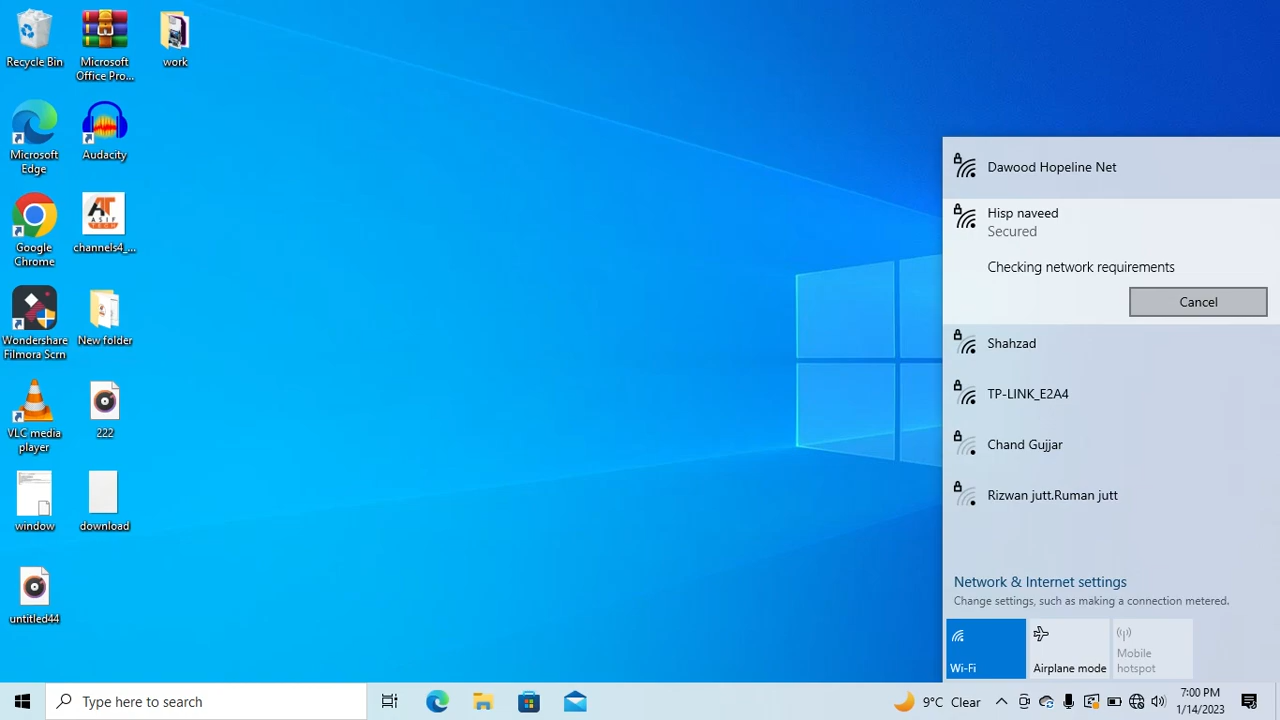 Recycle Bin
Microsoft
Office Pro...
work
Microsoft
Edge
Audacity
Google
Chrome
ASIF
TECH
channels4_...
Wondershare
Filmora Scrn
New folder
VLC media
player
222
window
download
untitled44
Dawood Hopeline Net
Hisp naveed
Secured
Checking network requirements
Cancel
Shahzad
TP-LINK_E2A4
Chand Gujjar
Rizwan jutt.Ruman jutt
Network & Internet settings
Change settings, such as making a connection metered.
Wi-Fi
Airplane mode
Mobile
hotspot
Type here to search
9°C Clear
7:00 PM
1/14/2023